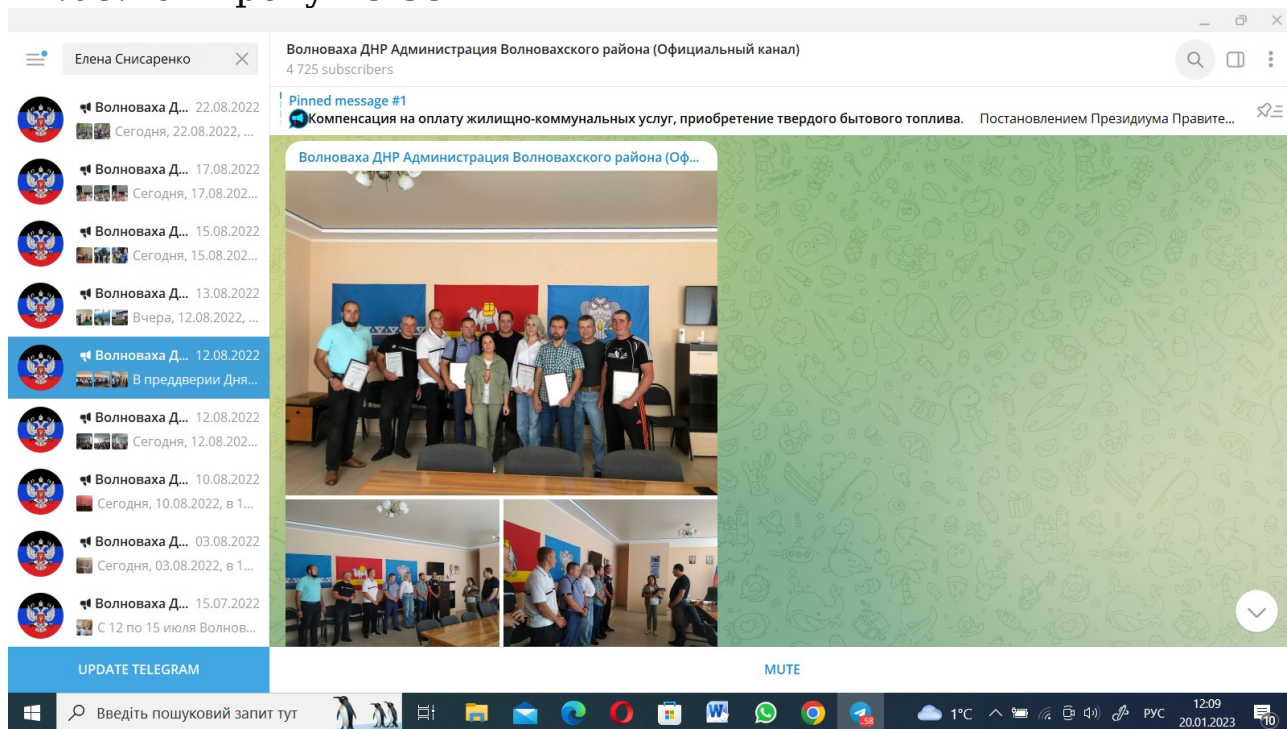 Елена Снисаренко
Волноваха Д... 22.08.2022
Сегодня, 22.08.2022, ...
Волноваха Д... 17.08.2022
Сегодня, 17.08.202...
Волноваха Д... 15.08.2022
Сегодня, 15.08.202...
Волноваха Д... 13.08.2022
Вчера, 12.08.2022, ...
Волноваха Д... 12.08.2022
В преддверии Дня...
Волноваха Д... 12.08.2022
Сегодня, 12.08.202...
Волноваха Д... 10.08.2022
Сегодня, 10.08.2022, в 1...
Волноваха Д... 03.08.2022
Сегодня, 03.08.2022, в 1...
Волноваха Д... 15.07.2022
С 12 по 15 июля Волнов...
UPDATE TELEGRAM
Волноваха ДНР Администрация Волновахского района (Официальный канал)
4 725 subscribers
Pinned message #1
Компенсация на оплату жилищно-коммунальных услуг, приобретение твердого бытового топлива. Постановлением Президиума Правите...
Волноваха ДНР Администрация Волновахского района (Оф...
MUTE
Введіть пошуковий запит тут
58
1°C
РУС
12:09
20.01.2023
10